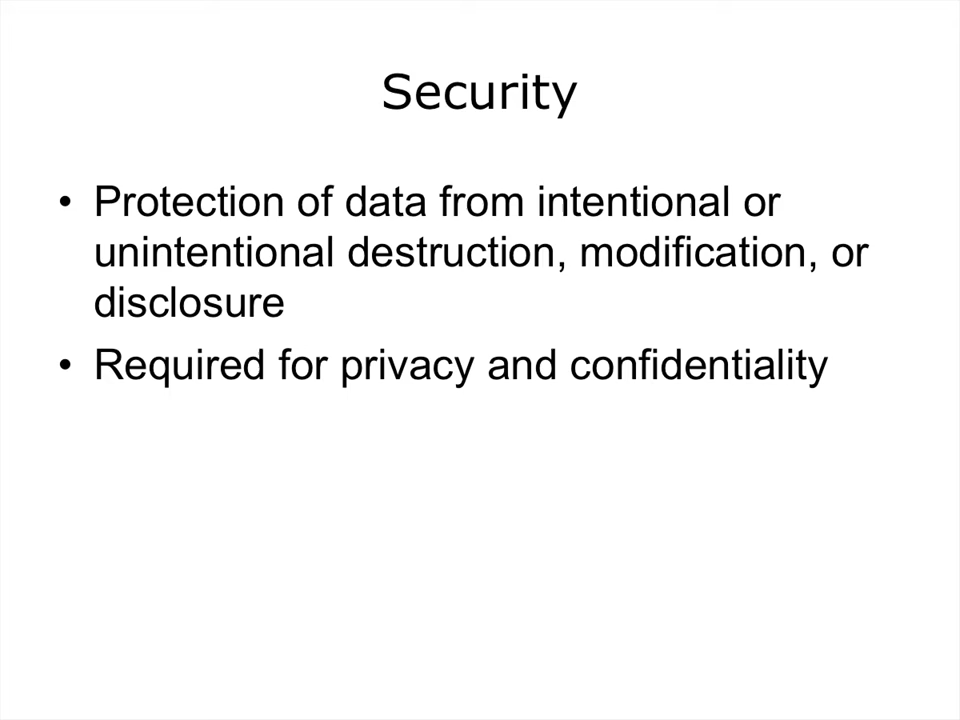 Security
• Protection of data from intentional or
unintentional destruction, modification, or
disclosure
• Required for privacy and confidentiality